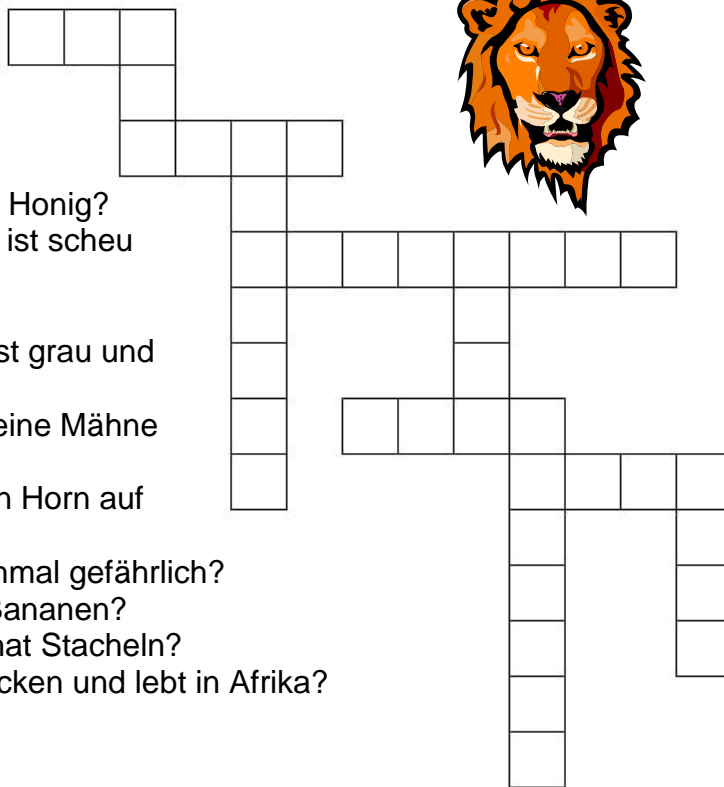 Honig?
ist scheu
st grau und
eine Mähne
Horn auf
nmal gefährlich?
Bananen?
hat Stacheln?
cken und lebt in Afrika?